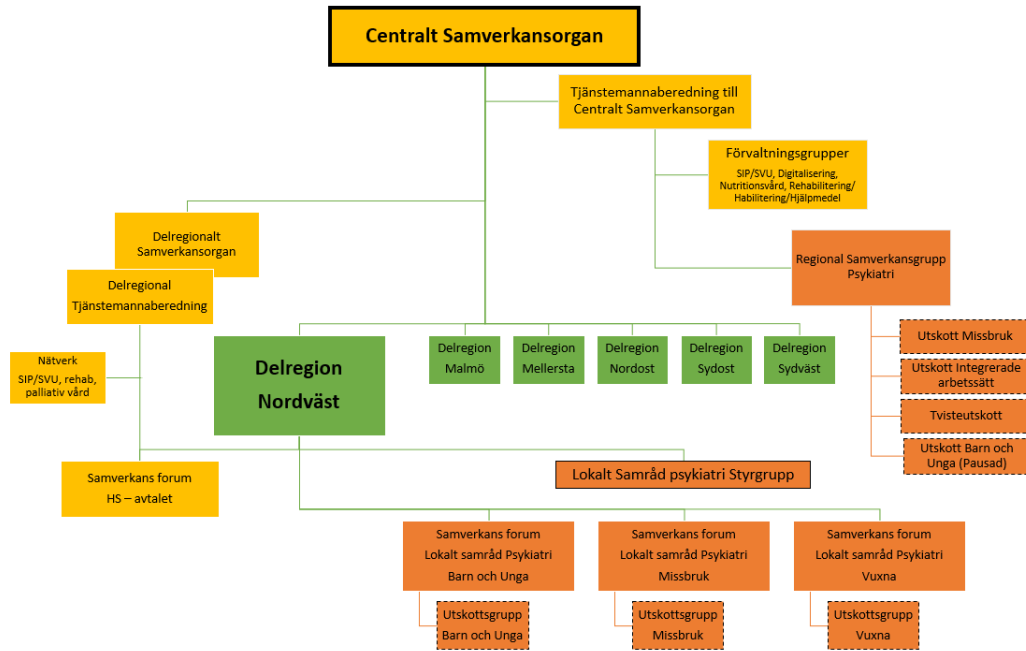 Centralt Samverkansorgan
Tjänstemannaberedning till
Centralt Samverkansorgan
Förvaltningsgrupper
SIP/SVU, Digitalisering,
Nutritionsvård, Rehabilitering/
Habilitering/Hjälpmedel
Delregionalt
Samverkansorgan
Regional Samverkansgrupp
Psykiatri
Delregional
Tjänstemannaberedning
Nätverk
SIP/SVU, rehab,
palliativ vård
Delregion
Nordväst
Delregion
Malmö
Delregion
Mellersta
Delregion
Nordost
Delregion
Sydost
Delregion
Sydväst
Utskott Missbruk
Utskott Integrerade
arbetssätt
Tvisteutskott
Utskott Barn och
Unga (Pausad)
Samverkans forum
HS – avtalet
Lokalt Samråd psykiatri Styrgrupp
Samverkans forum
Lokalt samråd Psykiatri
Barn och Unga
Samverkans forum
Lokalt samråd Psykiatri
Missbruk
Samverkans forum
Lokalt samråd Psykiatri
Vuxna
Utskottsgrupp
Barn och Unga
Utskottsgrupp
Missbruk
Utskottsgrupp
Vuxna